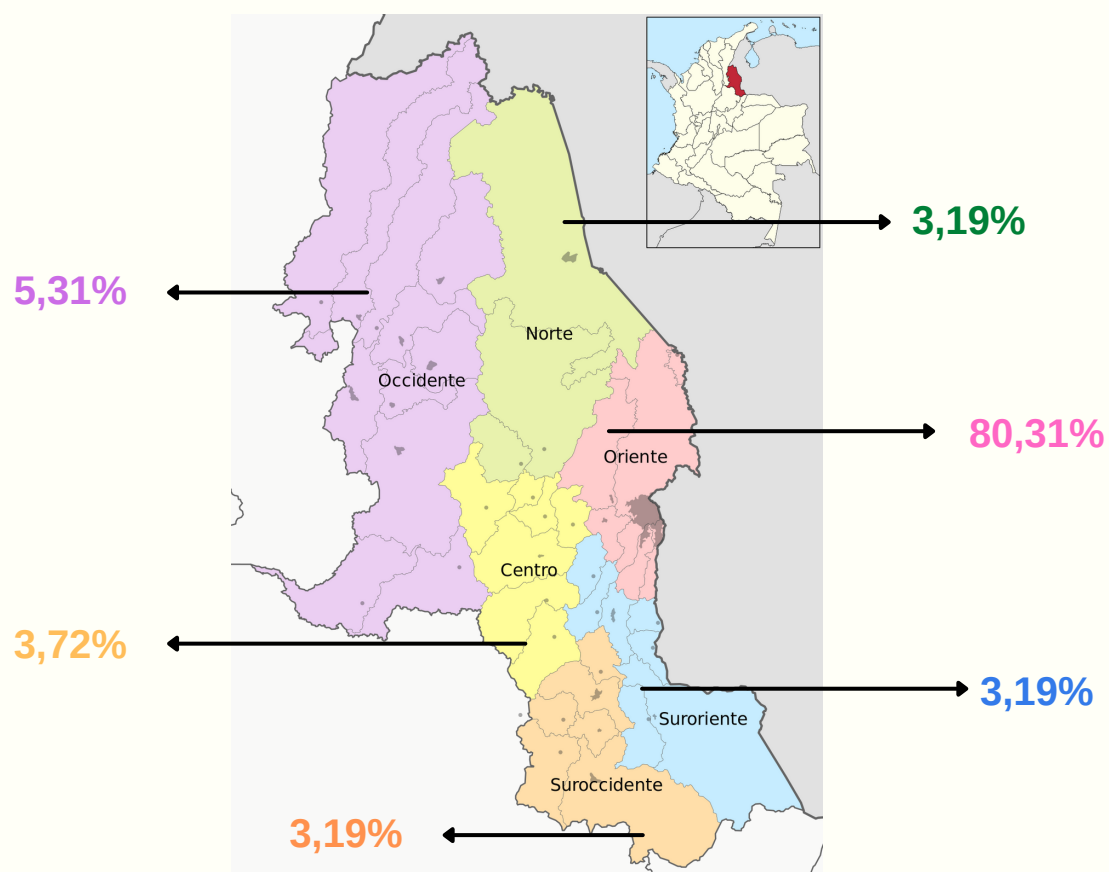 3,19%
5,31%
Norte
Occidente
80,31%
Oriente
Centro
3,72%
3,19%
Suroriente
Suroccidente
3,19%